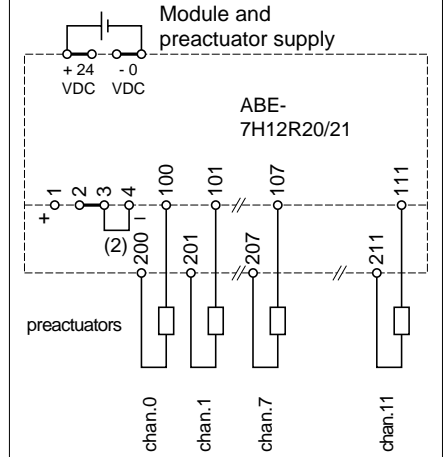 Module and
preactuator supply
+ 24
VDC
- 0
VDC
ABE-
7H12R20/21
+ 1 2 3 4 – 100 101 107 111
(2)
200 201 207 211
preactuators
chan.0 chan.1 chan.7 chan.11